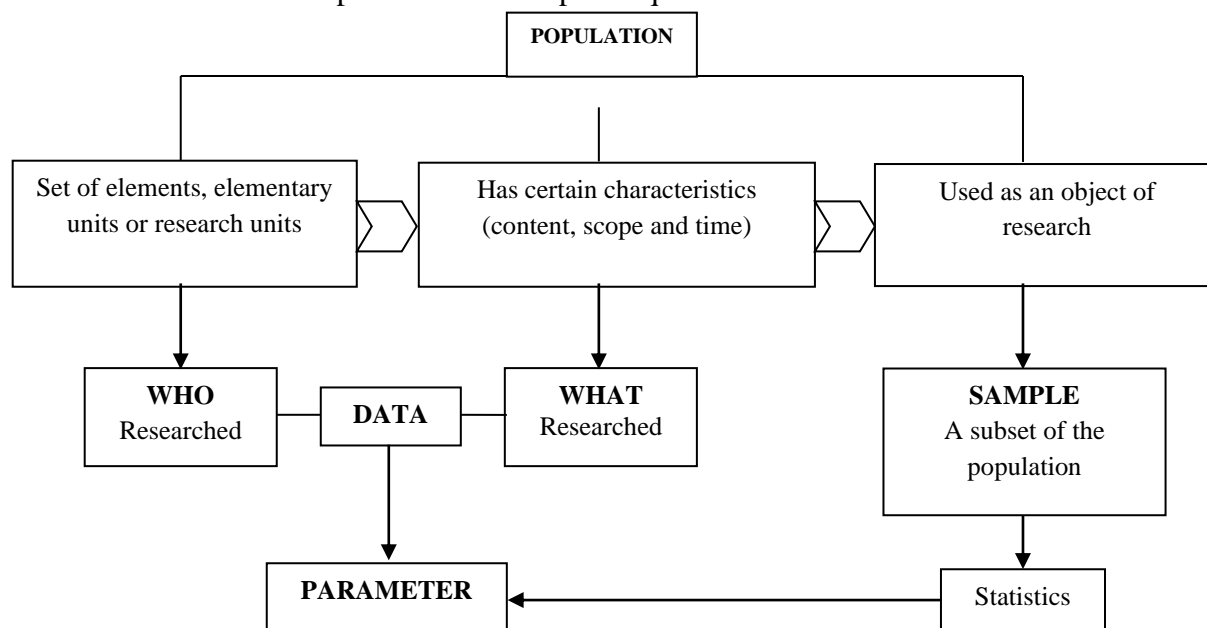 POPULATION
Set of elements, elementary
units or research units
Has certain characteristics
(content, scope and time)
Used as an object of
research
WHO
Researched
DATA
WHAT
Researched
SAMPLE
A subset of the
population
PARAMETER
Statistics